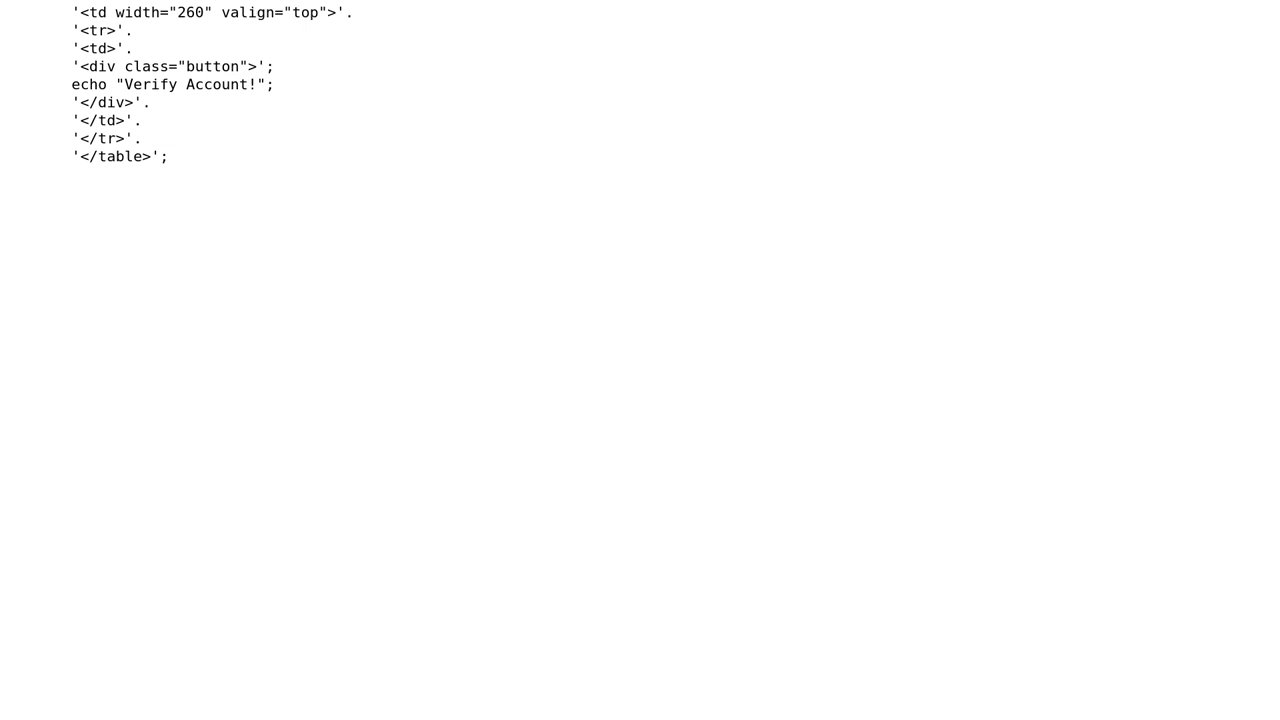 '<td width="260" valign="top">'.
'<tr>'.
'<td>'.
'<div class="button">';
echo "Verify Account!";
'</div>'.
'</td>'.
'</tr>'.
'</table>';